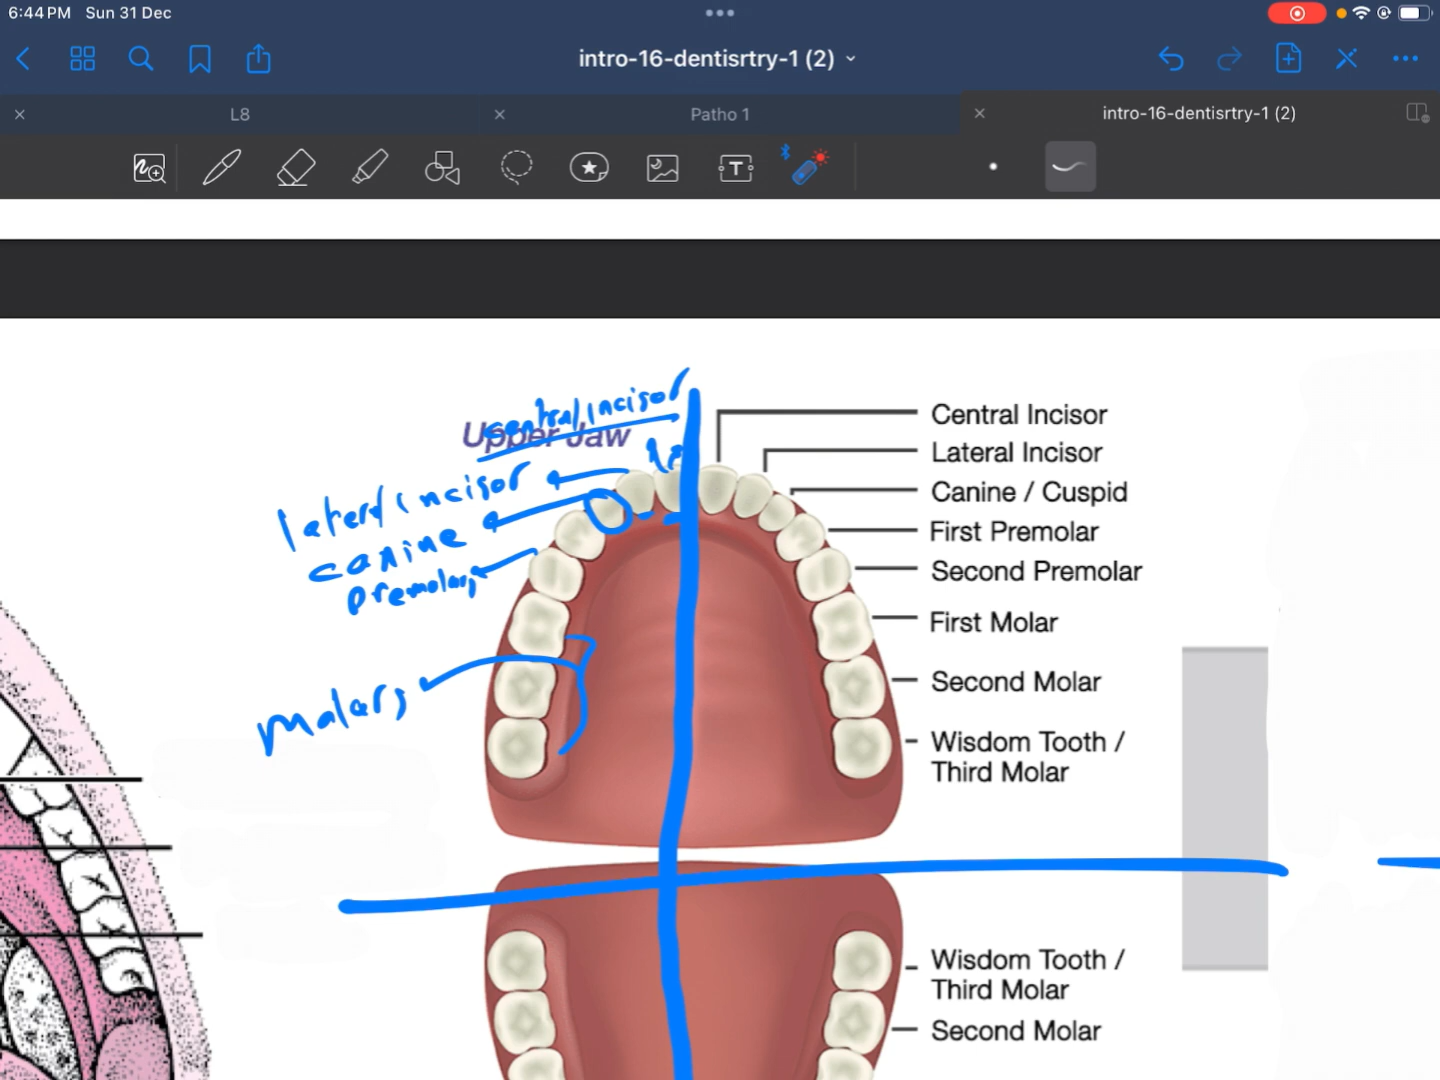 6:44 PM Sun 31 Dec
intro-16-dentisrtry-1 (2)
L8
Patho 1
intro-16-dentisrtry-1 (2)
T
central incisor
Upper Jaw
lateral incisor
canine
premolars
molars
Central Incisor
Lateral Incisor
Canine / Cuspid
First Premolar
Second Premolar
First Molar
Second Molar
Wisdom Tooth /
Third Molar
Wisdom Tooth /
Third Molar
Second Molar